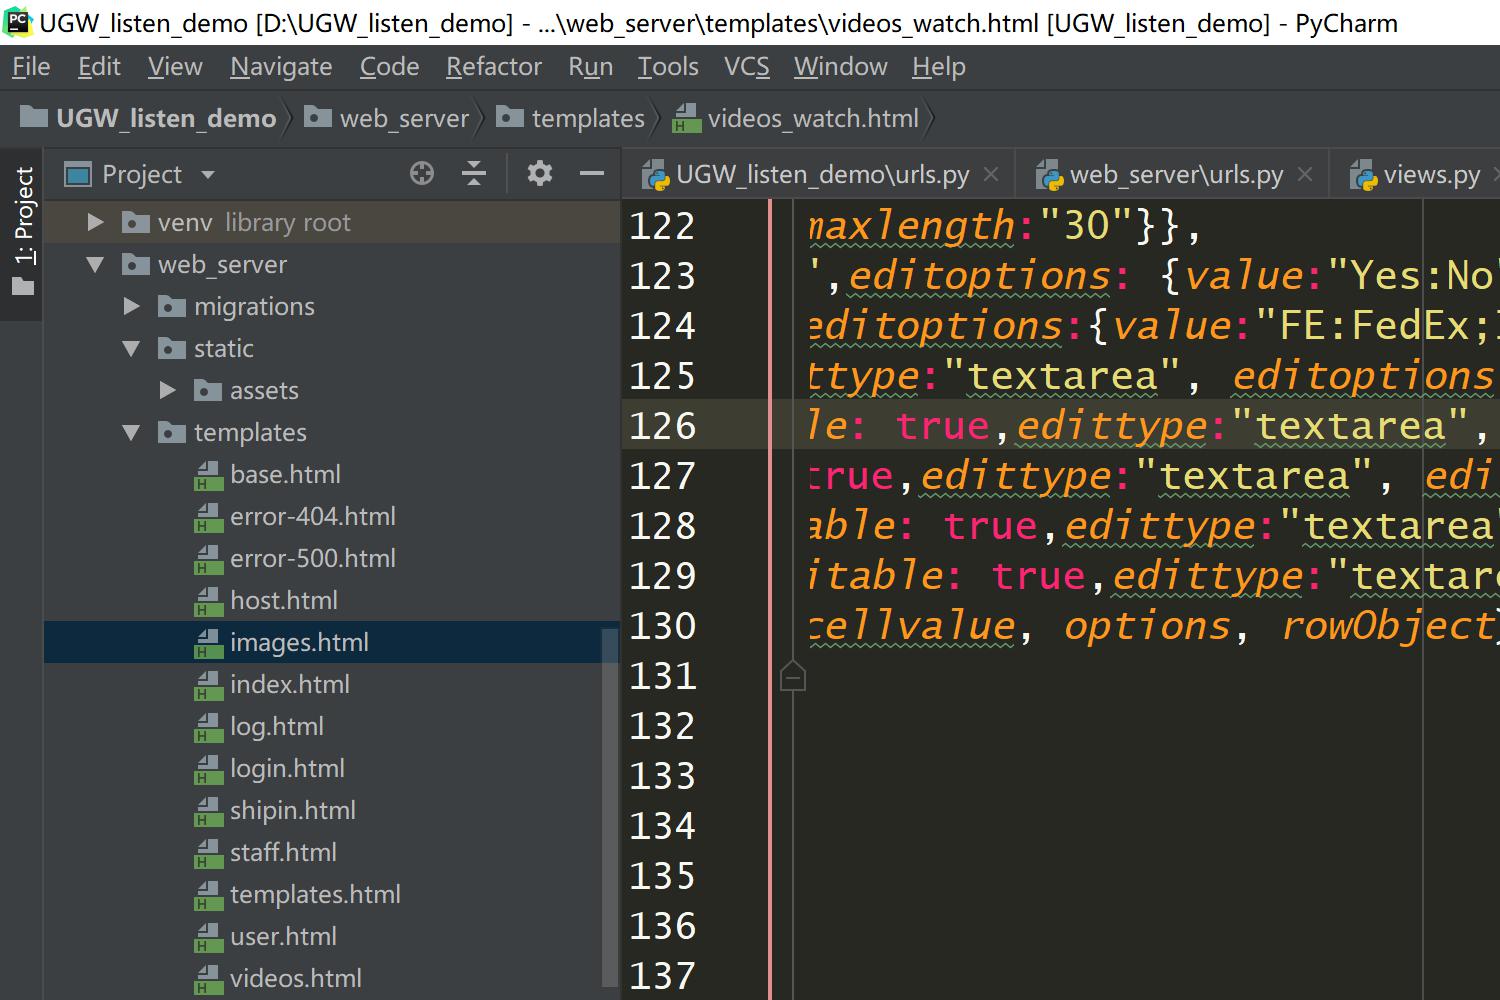 UGW_listen_demo [D:\UGW_listen_demo] - ...\web_server\templates\videos_watch.html [UGW_listen_demo] - PyCharm
File Edit View Navigate Code Refactor Run Tools VCS Window Help
UGW_listen_demo web_server templates videos_watch.html
1: Project
Project
UGW_listen_demo\urls.py web_server\urls.py views.py
venv library root
web_server
migrations
static
assets
templates
base.html
error-404.html
error-500.html
host.html
images.html
index.html
log.html
login.html
shipin.html
staff.html
templates.html
user.html
videos.html
122 maxlength:"30"}},
123 ',editoptions: {value:"Yes:No"
124 editoptions:{value:"FE:FedEx;
125 ttype:"textarea", editoptions
126 le: true,edittype:"textarea",
127 true,edittype:"textarea", edi
128 able: true,edittype:"textarea"
129 itable: true,edittype:"textar
130 cellvalue, options, rowObject
131
132
133
134
135
136
137